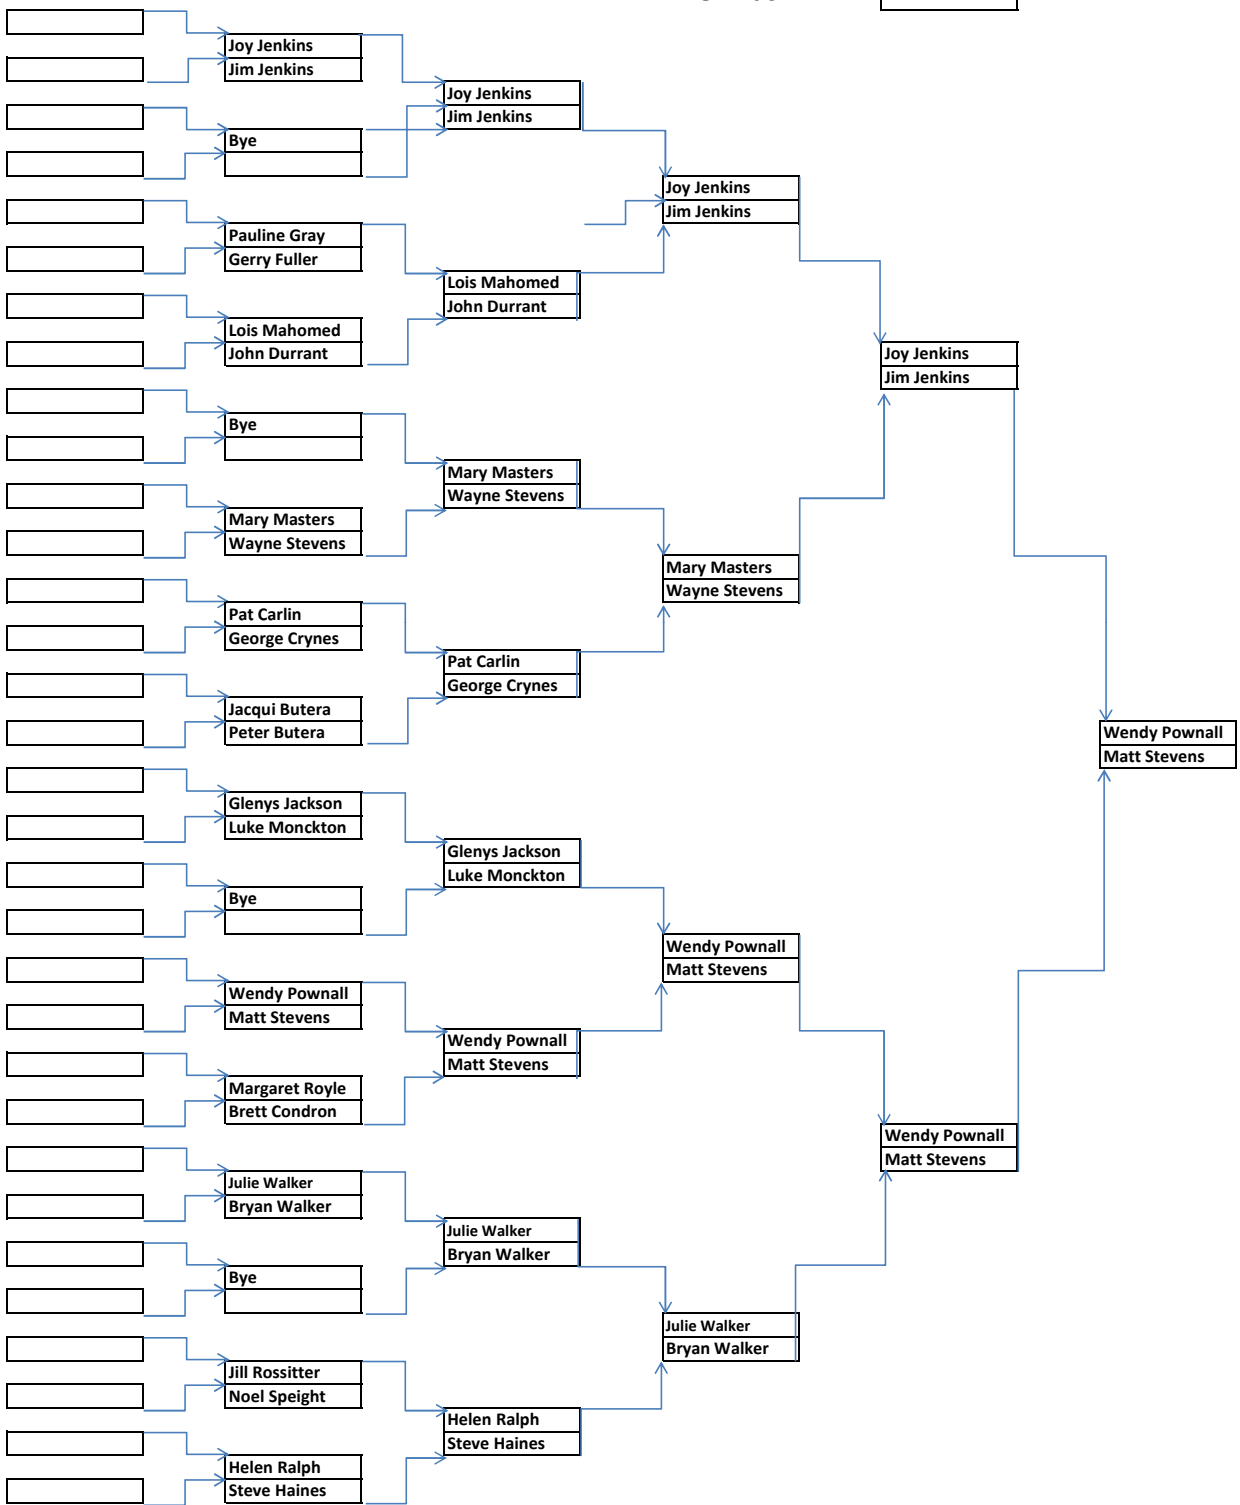 Joy Jenkins
Jim Jenkins
Joy Jenkins
Jim Jenkins
Bye
Joy Jenkins
Jim Jenkins
Pauline Gray
Gerry Fuller
Lois Mahomed
John Durrant
Lois Mahomed
John Durrant
Joy Jenkins
Jim Jenkins
Bye
Mary Masters
Wayne Stevens
Mary Masters
Wayne Stevens
Mary Masters
Wayne Stevens
Pat Carlin
George Crynes
Pat Carlin
George Crynes
Jacqui Butera
Peter Butera
Wendy Pownall
Matt Stevens
Glenys Jackson
Luke Monckton
Glenys Jackson
Luke Monckton
Bye
Wendy Pownall
Matt Stevens
Wendy Pownall
Matt Stevens
Wendy Pownall
Matt Stevens
Margaret Royle
Brett Condron
Wendy Pownall
Matt Stevens
Julie Walker
Bryan Walker
Julie Walker
Bryan Walker
Bye
Julie Walker
Bryan Walker
Jill Rossitter
Noel Speight
Helen Ralph
Steve Haines
Helen Ralph
Steve Haines